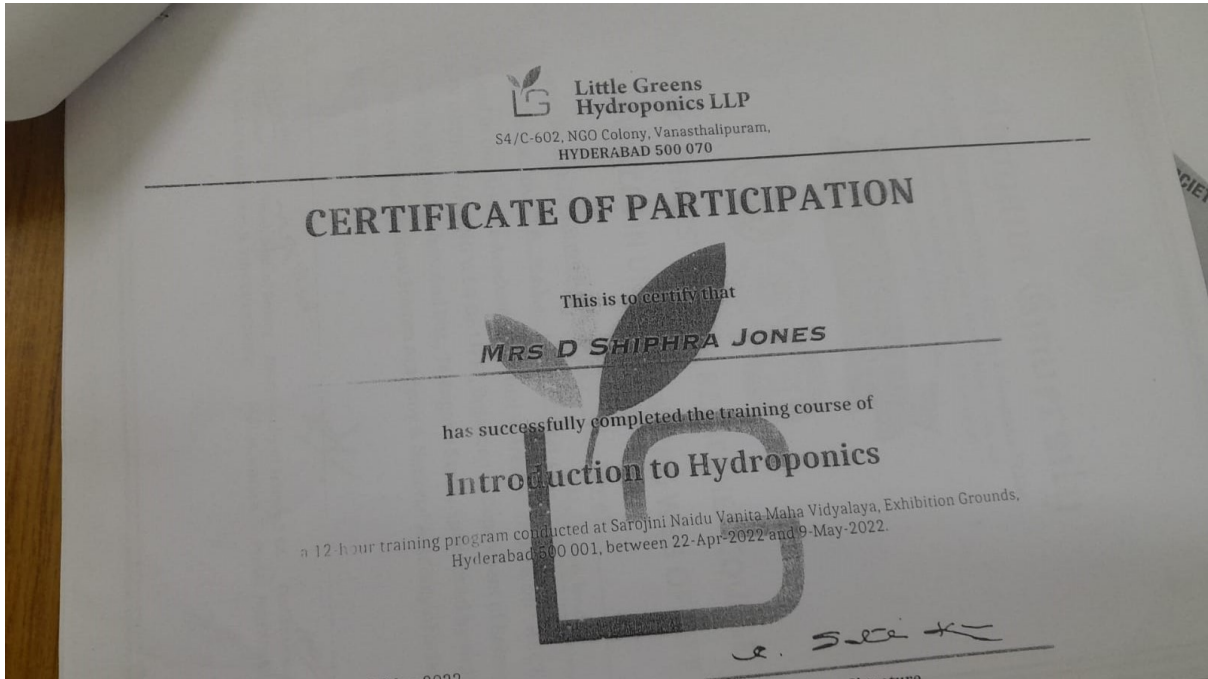 Little Greens
Hydroponics LLP
S4/C-602, NGO Colony, Vanasthalipuram,
HYDERABAD 500 070
CERTIFICATE OF PARTICIPATION
This is to certify that
MRS D SHIPHRA JONES
has successfully completed the training course of
Introduction to Hydroponics
a 12-hour training program conducted at Sarojini Naidu Vanita Maha Vidyalaya, Exhibition Grounds,
Hyderabad 500 001, between 22-Apr-2022 and 9-May-2022.